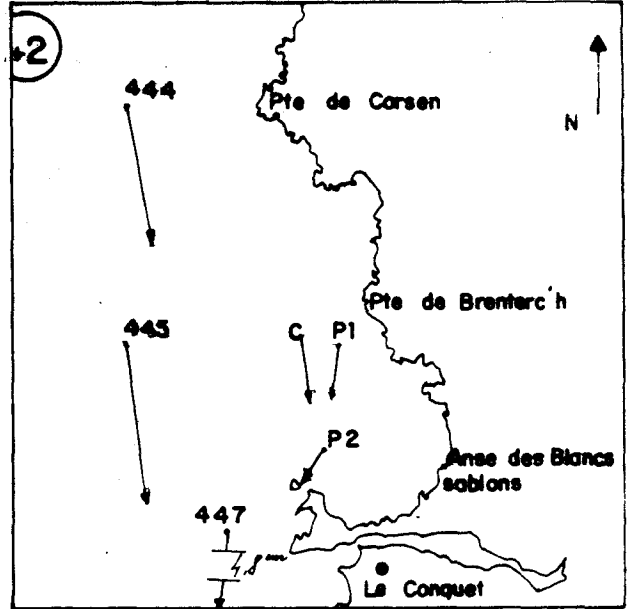 +2
444
Pte de Corsen
N
Pte de Brenterc'h
445
C
P1
P2
Anse des Blancs
sablons
447
Le Conquet